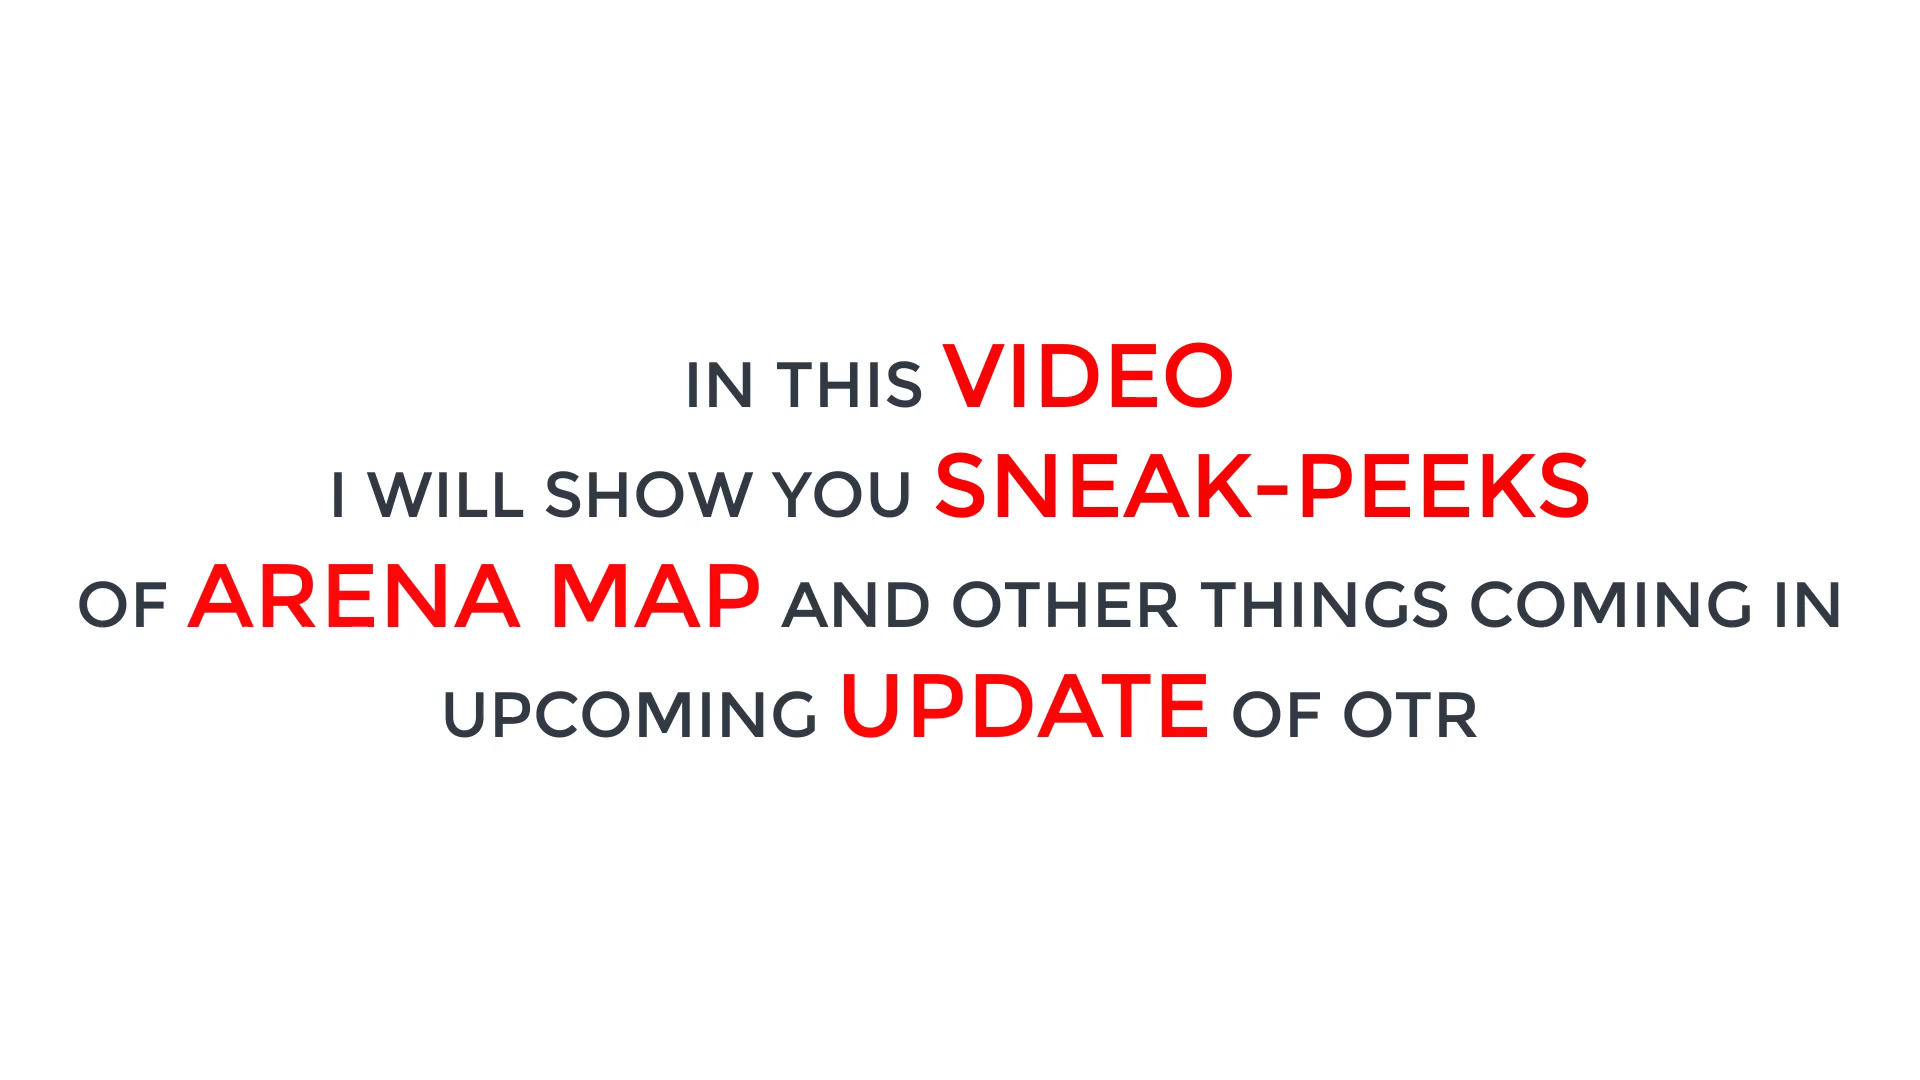 IN THIS VIDEO
I WILL SHOW YOU SNEAK-PEEKS
OF ARENA MAP AND OTHER THINGS COMING IN
UPCOMING UPDATE OF OTR